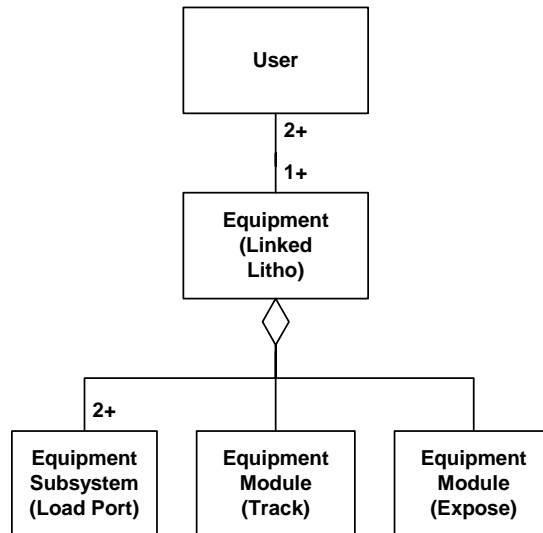 User
2+
1+
Equipment
(Linked
Litho)
2+
Equipment
Subsystem
(Load Port)
Equipment
Module
(Track)
Equipment
Module
(Expose)